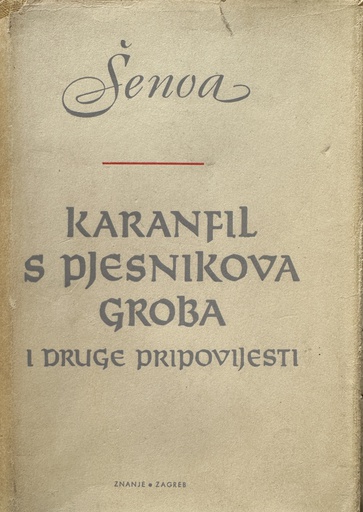 Šenoa
KARANFIL
S PJESNIKOVA
GROBA
I DRUGE PRIPOVIJESTI
ZNANJE • ZAGREB